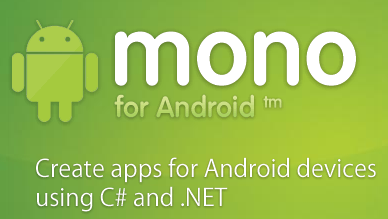 mono
for Android ™
Create apps for Android devices
using C# and .NET